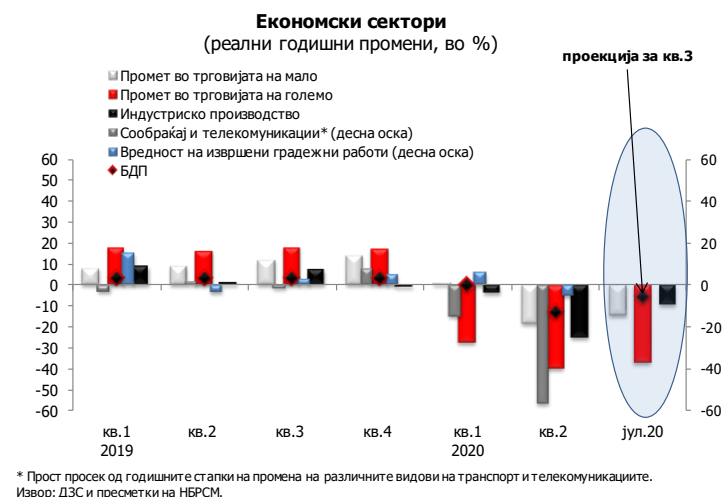 Економски сектори
(реални годишни промени, во %)
проекција за кв.3
Промет во трговијата на мало
Промет во трговијата на големо
Индустриско производство
Сообраќај и телекомуникации* (десна оска)
Вредност на извршени градежни работи (десна оска)
БДП
60 60
50
40 40
30
20 20
10
0 0
-10
-20 -20
-30
-40 -40
-50
-60 -60
кв.1 кв.2 кв.3 кв.4 кв.1 кв.2 јул.20
2019 2020
* Прост просек од годишните стапки на промена на различните видови на транспорт и телекомуникациите.
Извор: ДЗС и пресметки на НБРСМ.